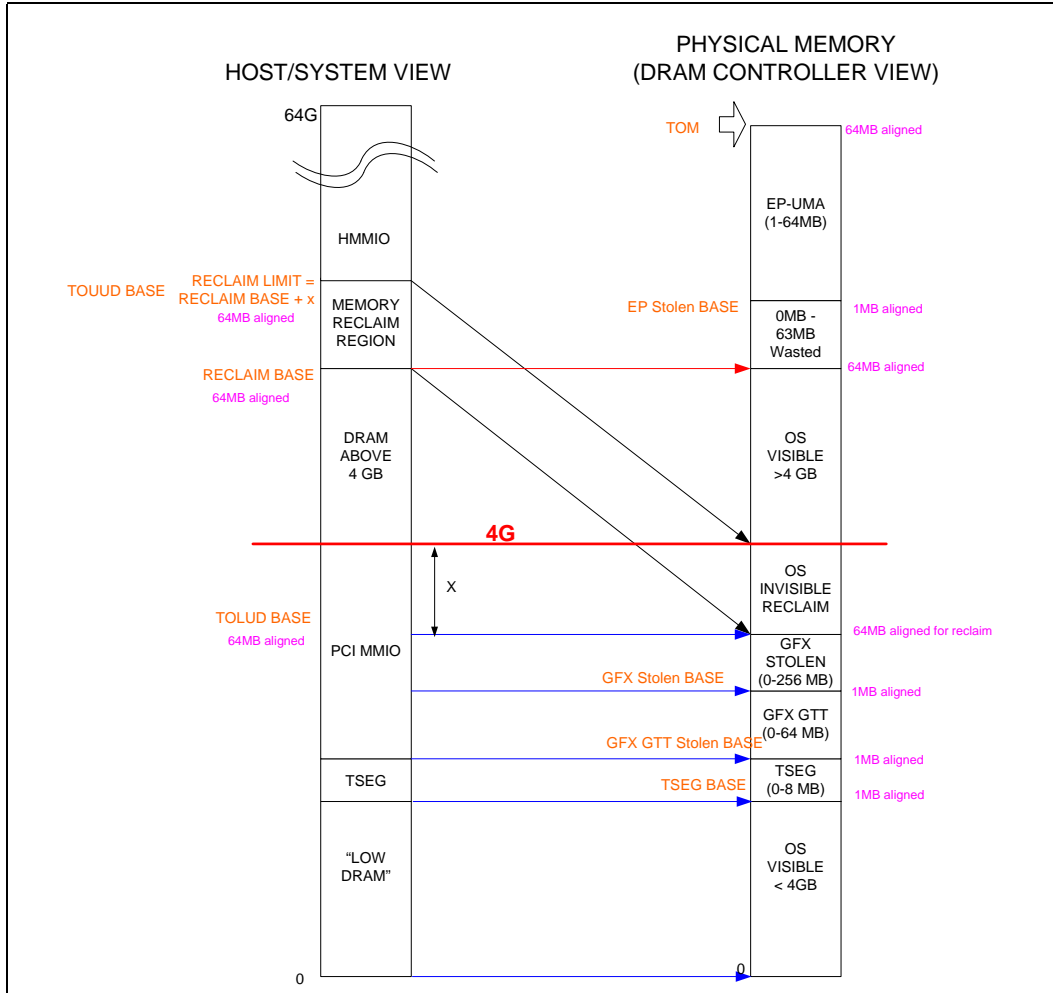 PHYSICAL MEMORY
(DRAM CONTROLLER VIEW)
HOST/SYSTEM VIEW
64G
TOM
64MB aligned
EP-UMA
(1-64MB)
HMMIO
TOUUD BASE
RECLAIM LIMIT =
RECLAIM BASE + x
64MB aligned
MEMORY
RECLAIM
REGION
EP Stolen BASE
1MB aligned
0MB -
63MB
Wasted
RECLAIM BASE
64MB aligned
64MB aligned
DRAM
ABOVE
4 GB
OS
VISIBLE
>4 GB
4G
X
OS
INVISIBLE
RECLAIM
TOLUD BASE
64MB aligned
PCI MMIO
64MB aligned for reclaim
GFX
STOLEN
(0-256 MB)
GFX Stolen BASE
1MB aligned
GFX GTT
(0-64 MB)
GFX GTT Stolen BASE
1MB aligned
TSEG
TSEG
(0-8 MB)
TSEG BASE
1MB aligned
“LOW
DRAM”
OS
VISIBLE
< 4GB
0
0